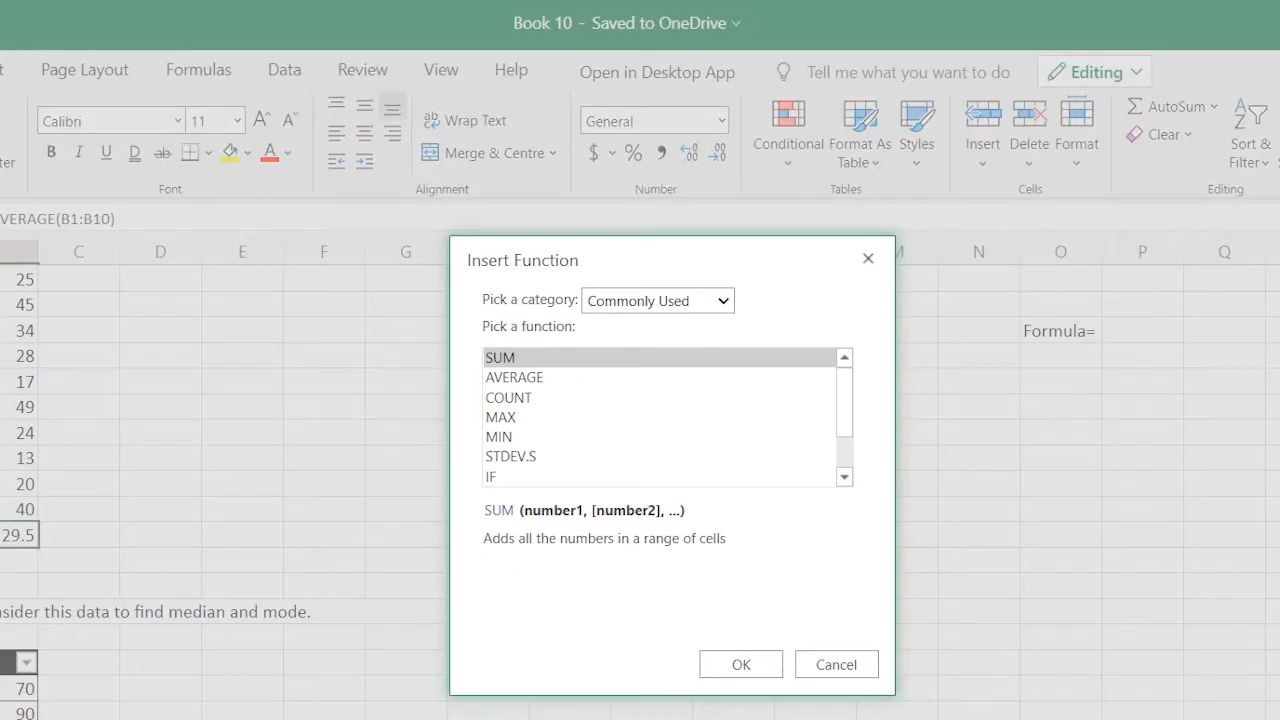 Book 10 - Saved to OneDrive
Page Layout Formulas Data Review View Help Open in Desktop App Tell me what you want to do Editing
Calibri 11 A A Wrap Text General AutoSum
B I U D ab A Merge & Centre $ % Conditional Format As Table Styles Insert Delete Format Clear Sort & Filter
Font Alignment Number Tables Cells Editing
VERAGE(B1:B10)
C D E F G N O P Q
25
45
34 Formula=
28
17
49
24
13
20
40
29.5
nsider this data to find median and mode.
70
90
Insert Function
Pick a category: Commonly Used
Pick a function:
SUM
AVERAGE
COUNT
MAX
MIN
STDEV.S
IF
SUM (number1, [number2], ...)
Adds all the numbers in a range of cells
OK Cancel